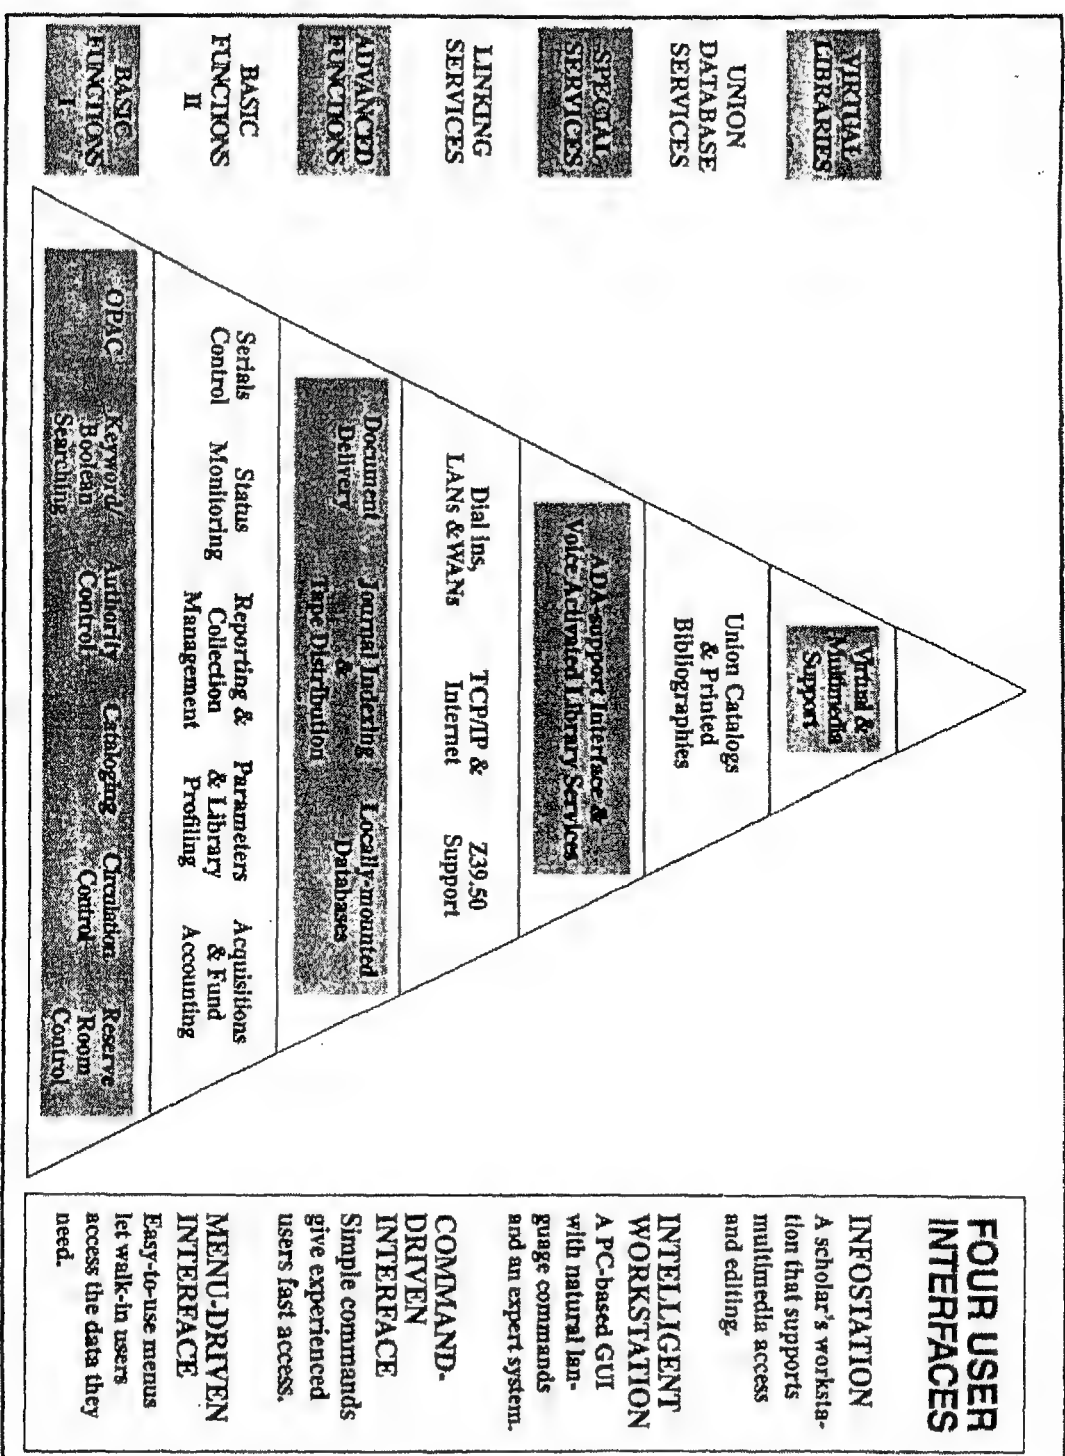 VIRTUAL
LIBRARIES
UNION
DATABASE
SERVICES
SPECIAL
SERVICES
LINKING
SERVICES
ADVANCED
FUNCTIONS
BASIC
FUNCTIONS
II
BASIC
FUNCTIONS
I
Virtual &
Multimedia
Support
Union Catalogs
& Printed
Bibliographies
ADA-support Interface &
Voice Activated Library Services
Dial ins,
LANs & WANs
TCP/IP &
Internet
Z39.50
Support
Document
Delivery
Journal Indexing
&
Tape Distribution
Locally-mounted
Databases
Serials
Control
Status
Monitoring
Reporting &
Collection
Management
Parameters
& Library
Profiling
Acquisitions
& Fund
Accounting
OPAC
Keyword/
Boolean
Searching
Authority
Control
Cataloging
Circulation
Control
Reserve
Room
Control
FOUR USER
INTERFACES
INFOSTATION
A scholar's worksta-
tion that supports
multimedia access
and editing.
INTELLIGENT
WORKSTATION
A PC-based GUI
with natural lan-
guage commands
and an expert system.
COMMAND-
DRIVEN
INTERFACE
Simple commands
give experienced
users fast access.
MENU-DRIVEN
INTERFACE
Easy-to-use menus
let walk-in users
access the data they
need.